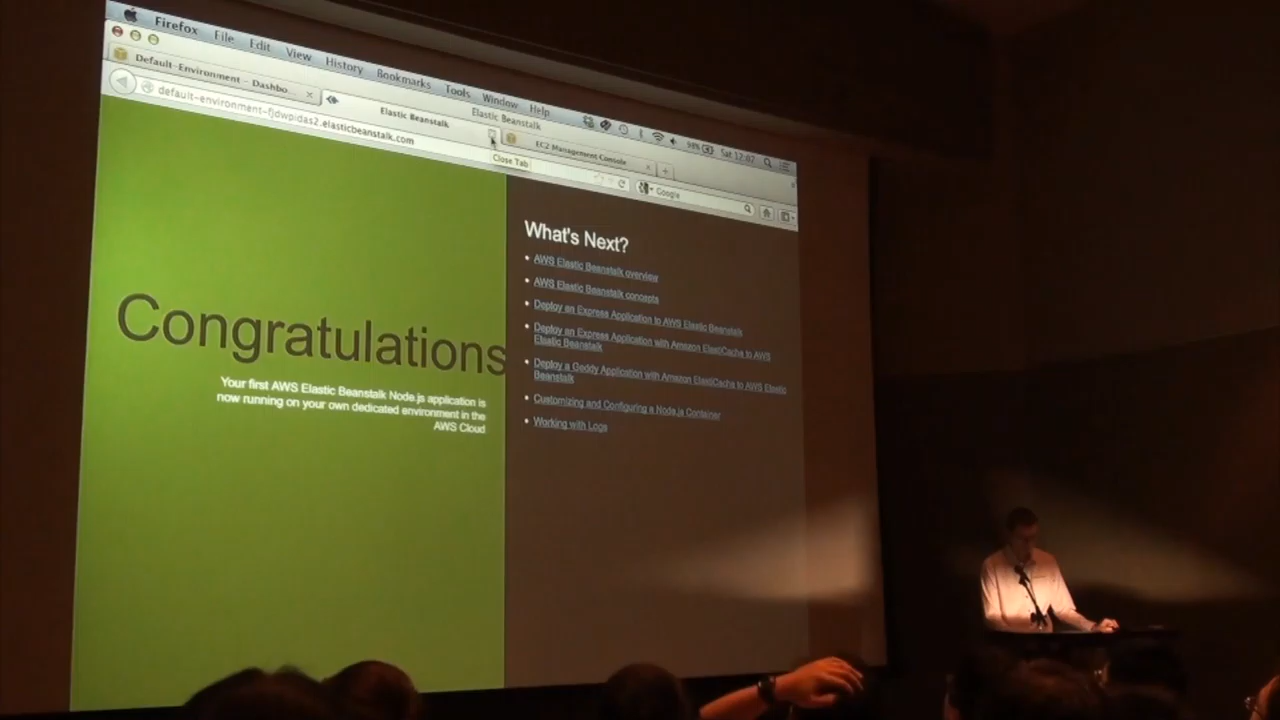 Firefox File Edit View History Bookmarks Tools Window Help
98% Sat 12:07
Elastic Beanstalk
Default-Environment - Dashbo...
Elastic Beanstalk
EC2 Management Console
Close Tab
default-environment-fjdwpidas2.elasticbeanstalk.com
Google
Congratulations
Your first AWS Elastic Beanstalk Node.js application is
now running on your own dedicated environment in the
AWS Cloud
What's Next?
• AWS Elastic Beanstalk overview
• AWS Elastic Beanstalk concepts
• Deploy an Express Application to AWS Elastic Beanstalk
• Deploy an Express Application with Amazon ElastiCache to AWS
Elastic Beanstalk
• Deploy a Geddy Application with Amazon ElastiCache to AWS Elastic
Beanstalk
• Customizing and Configuring a Node.js Container
• Working with Logs